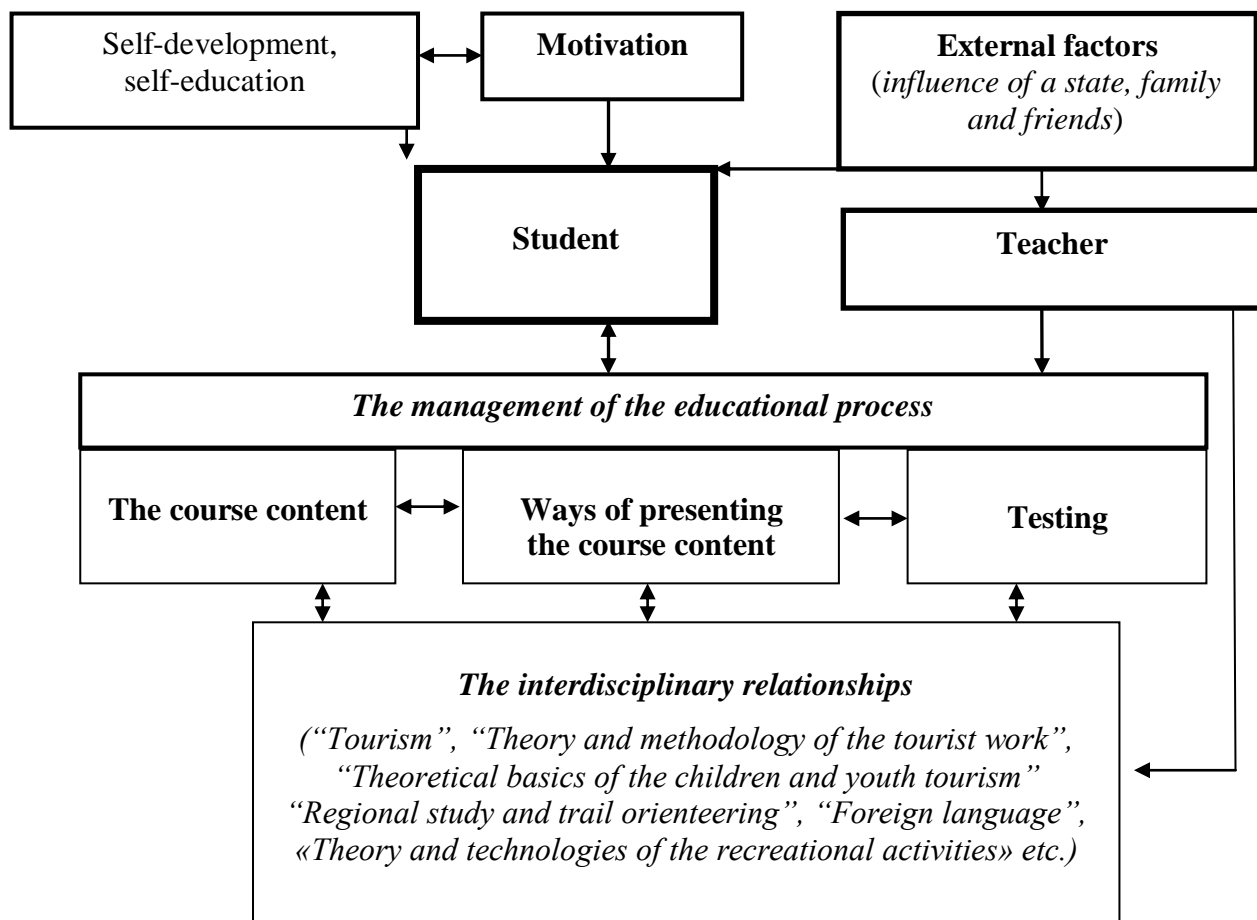 Self-development,
self-education
Motivation
External factors
(influence of a state, family
and friends)
Student
Teacher
The management of the educational process
The course content
Ways of presenting
the course content
Testing
The interdisciplinary relationships
(“Tourism”, “Theory and methodology of the tourist work”,
“Theoretical basics of the children and youth tourism”
“Regional study and trail orienteering”, “Foreign language”,
«Theory and technologies of the recreational activities» etc.)